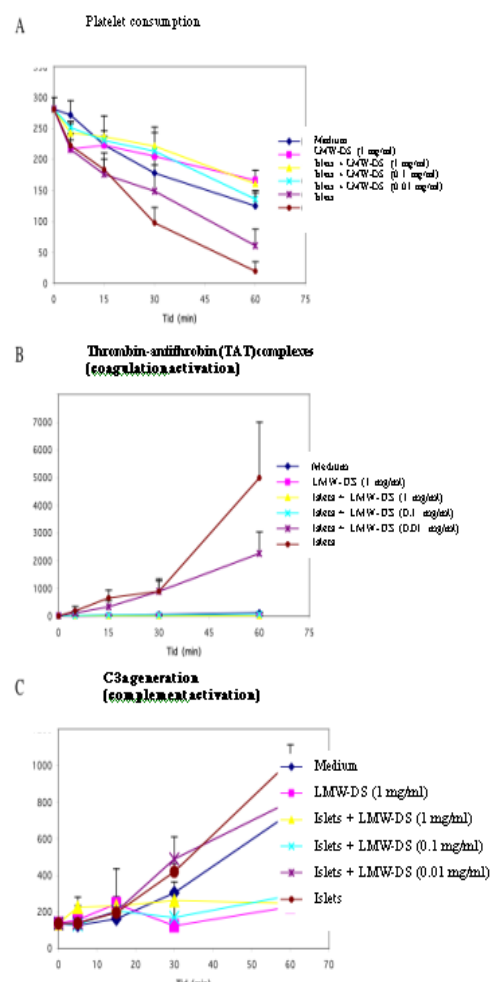 A
Platelet consumption
300
250
200
150
100
50
0
0 15 30 45 60 75
Tid (min)
Medium
LMW-DS (1 mg/ml)
Islets + LMW-DS (1 mg/ml)
Islets + LMW-DS (0.1 mg/ml)
Islets + LMW-DS (0.01 mg/ml)
Islets
B
Thrombin-antithrobin(TAT)complexes
(coagulationactivation)
7000
6000
5000
4000
3000
2000
1000
0
0 15 30 45 60 75
Tid (min)
Medium
LMW-DS (1 mg/ml)
Islets + LMW-DS (1 mg/ml)
Islets + LMW-DS (0.1 mg/ml)
Islets + LMW-DS (0.01 mg/ml)
Islets
C
C3a generation
(complementactivation)
1000
800
600
400
200
0
0 10 20 30 40 50 60 70
Tid (min)
Medium
LMW-DS (1 mg/ml)
Islets + LMW-DS (1 mg/ml)
Islets + LMW-DS (0.1 mg/ml)
Islets + LMW-DS (0.01 mg/ml)
Islets